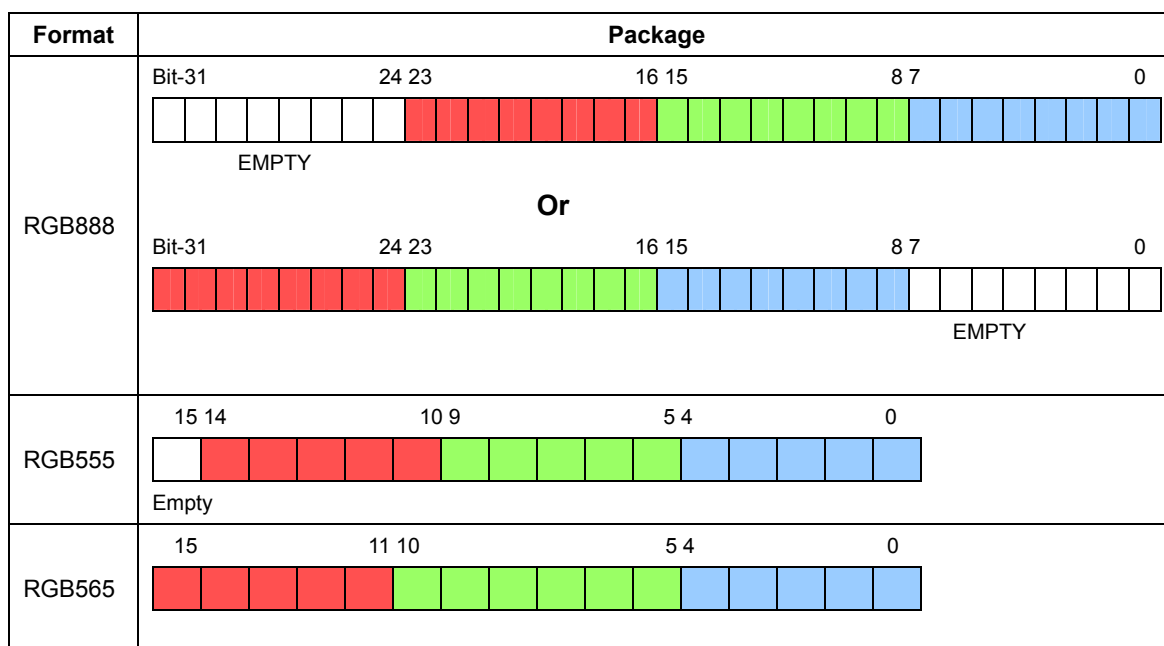 Format Package
RGB888
Bit-31 24 23 16 15 8 7 0
EMPTY
Or
Bit-31 24 23 16 15 8 7 0
EMPTY
RGB555
15 14 10 9 5 4 0
Empty
RGB565
15 11 10 5 4 0